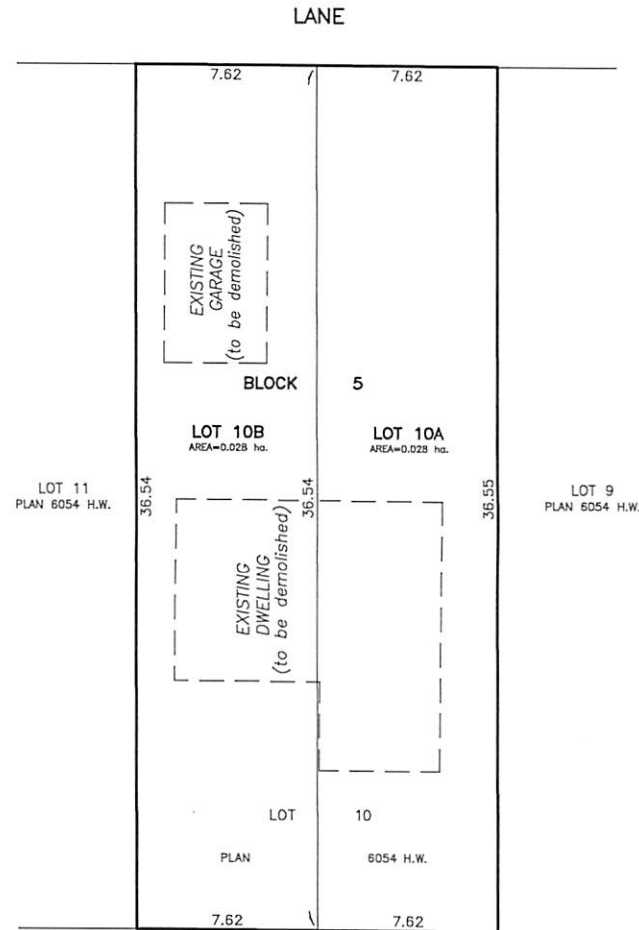 LANE
7.62 7.62
EXISTING
GARAGE
(to be demolished)
BLOCK 5
LOT 10B
AREA=0.028 ha.
LOT 10A
AREA=0.028 ha.
LOT 11
PLAN 6054 H.W.
36.54
36.54
36.55
LOT 9
PLAN 6054 H.W.
EXISTING
DWELLING
(to be demolished)
LOT 10
PLAN 6054 H.W.
7.62 7.62